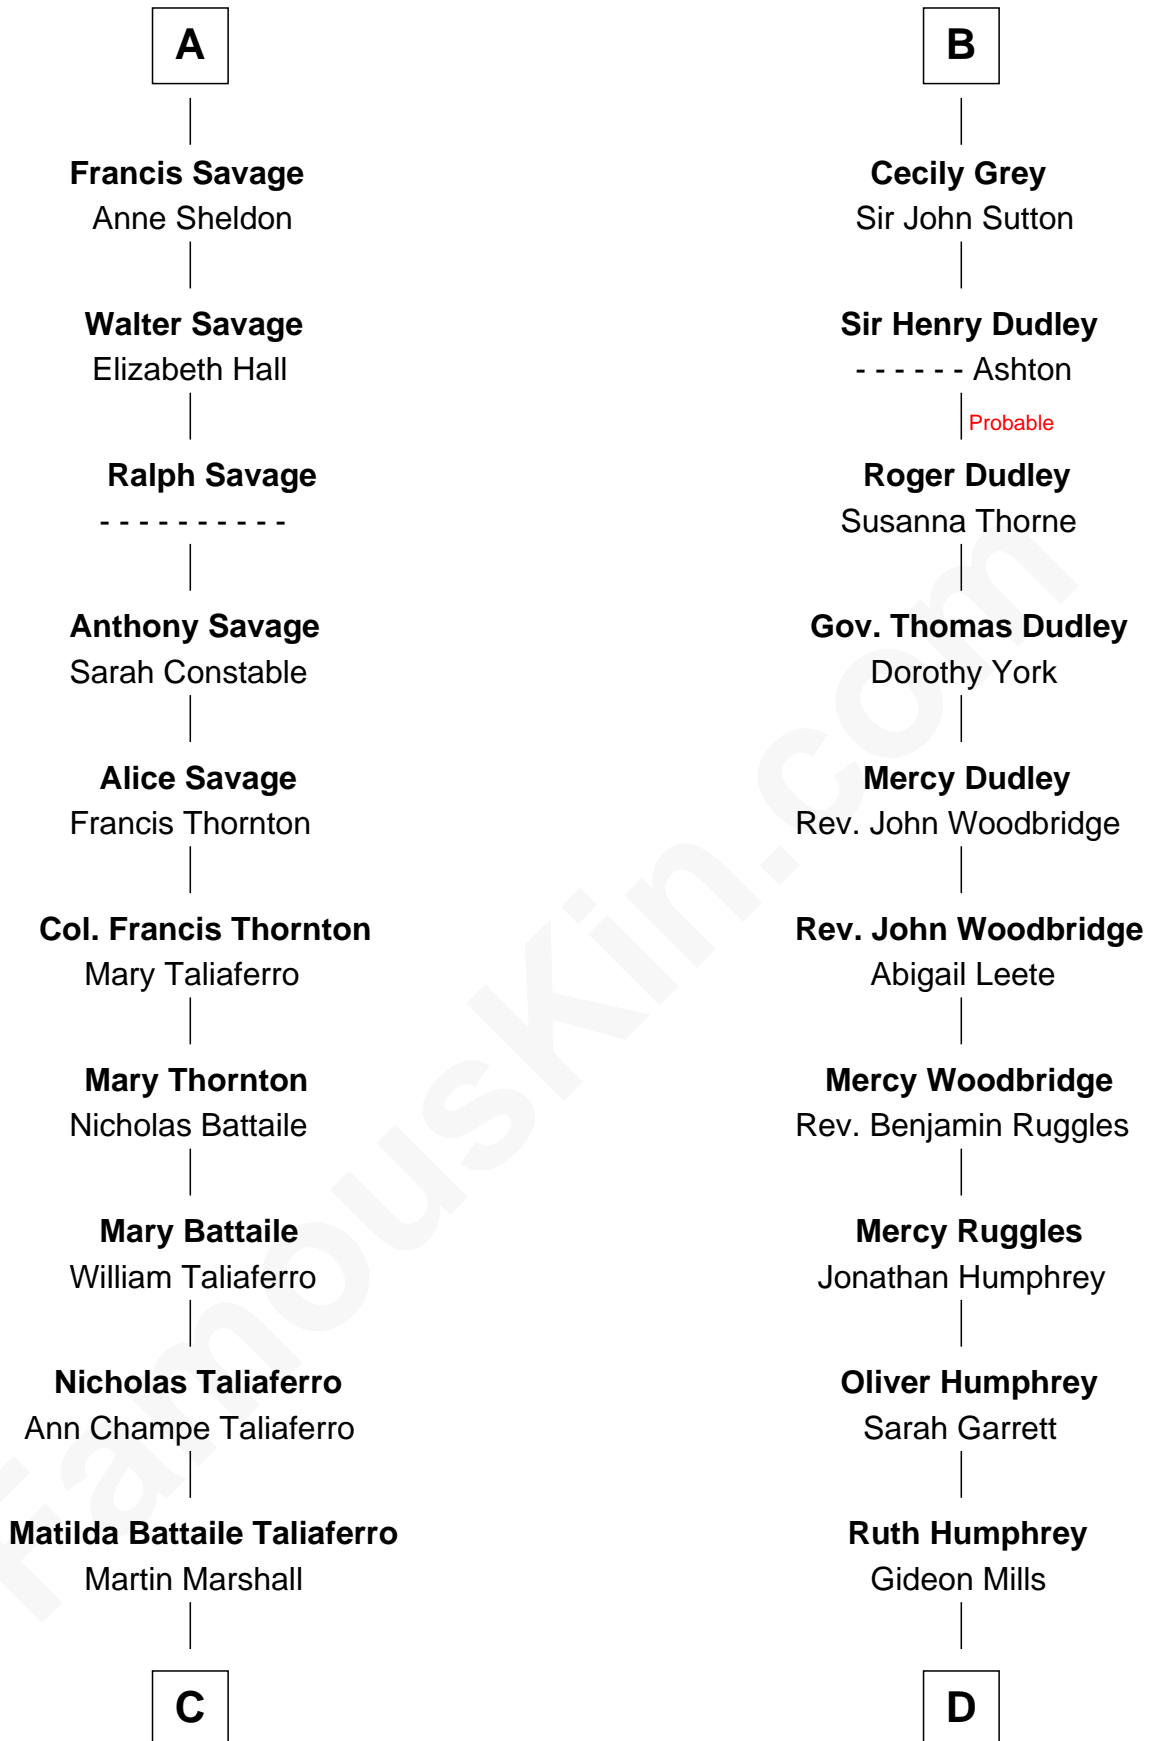 A
Francis Savage
Anne Sheldon
Walter Savage
Elizabeth Hall
Ralph Savage
- - - - - - - - - -
Anthony Savage
Sarah Constable
Alice Savage
Francis Thornton
Col. Francis Thornton
Mary Taliaferro
Mary Thornton
Nicholas Battaile
Mary Battaile
William Taliaferro
Nicholas Taliaferro
Ann Champe Taliaferro
Matilda Battaile Taliaferro
Martin Marshall
C
B
Cecily Grey
Sir John Sutton
Sir Henry Dudley
- - - - - - Ashton
Probable
Roger Dudley
Susanna Thorne
Gov. Thomas Dudley
Dorothy York
Mercy Dudley
Rev. John Woodbridge
Rev. John Woodbridge
Abigail Leete
Mercy Woodbridge
Rev. Benjamin Ruggles
Mercy Ruggles
Jonathan Humphrey
Oliver Humphrey
Sarah Garrett
Ruth Humphrey
Gideon Mills
D
FamousKin.com